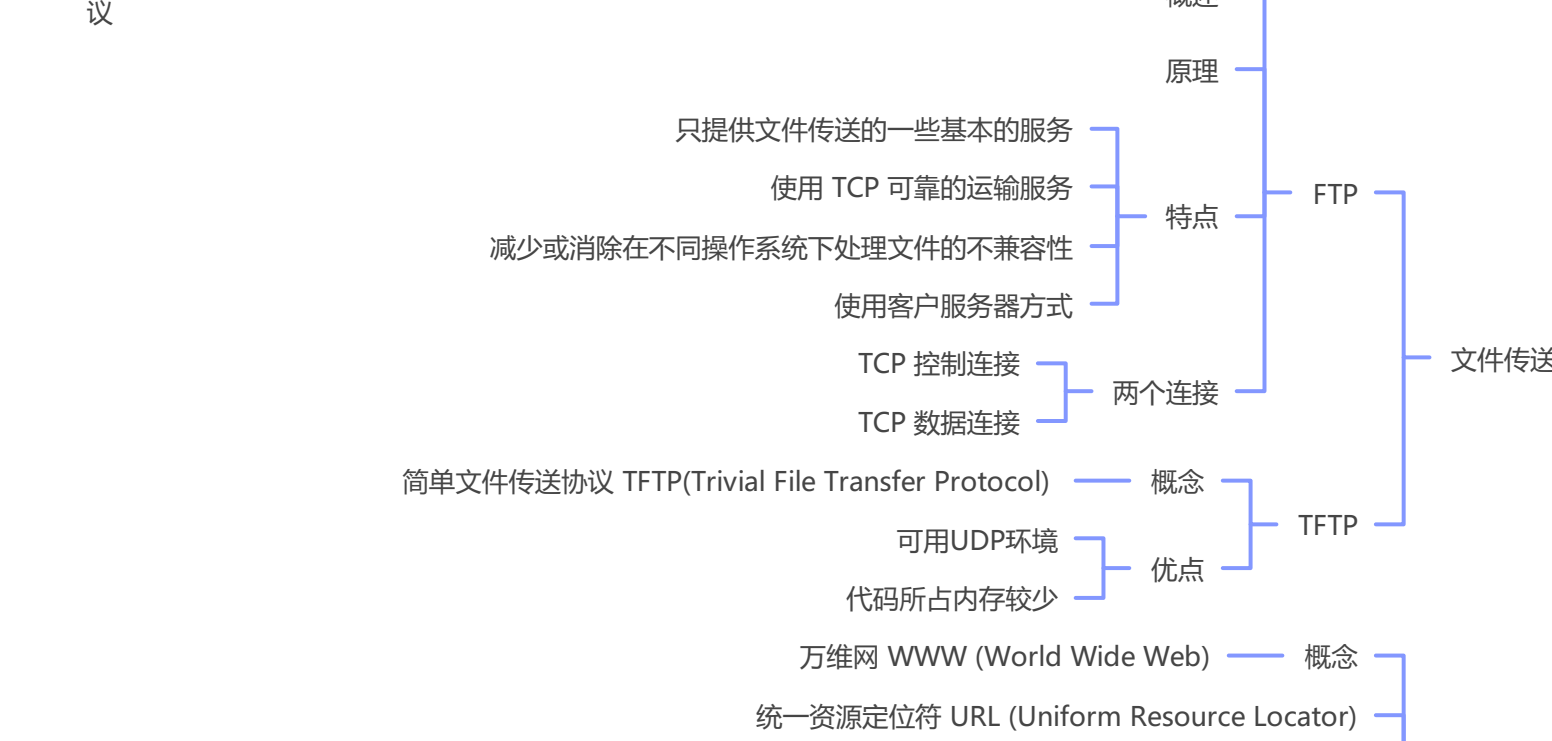 议
原理
只提供文件传送的一些基本的服务
使用 TCP 可靠的运输服务
特点
FTP
减少或消除在不同操作系统下处理文件的不兼容性
使用客户服务器方式
TCP 控制连接
两个连接
文件传送
TCP 数据连接
简单文件传送协议 TFTP(Trivial File Transfer Protocol)
概念
TFTP
可用UDP环境
优点
代码所占内存较少
万维网 WWW (World Wide Web)
概念
统一资源定位符 URL (Uniform Resource Locator)